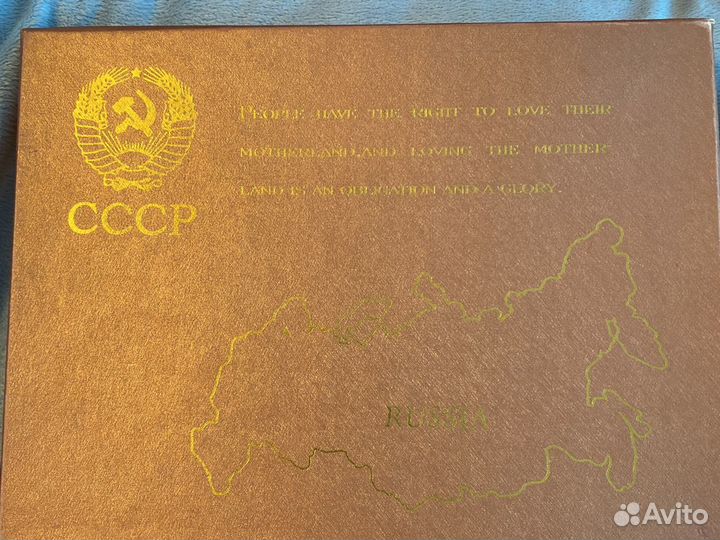 PEOPLE HAVE THE RIGHT TO LOVE THEIR
MOTHERLAND,AND LOVING THE MOTHER-
LAND IS AN OBLIGATION AND A GLORY.
СССР
RUSSIA
Avito